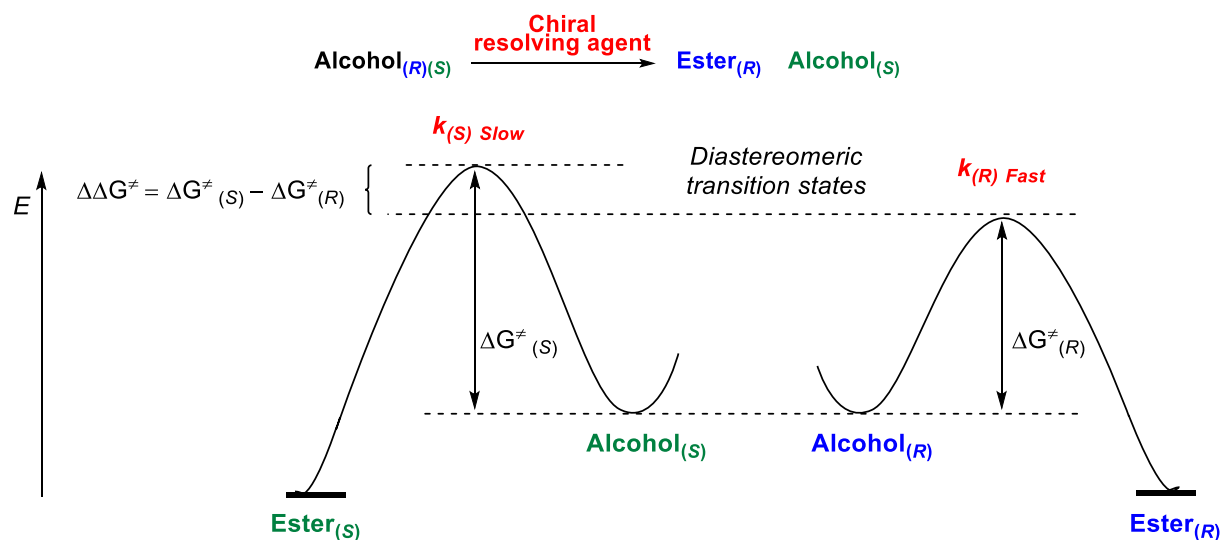 Chiral
resolving agent
Alcohol(R)(S) Ester(R) Alcohol(S)
k(S) Slow
Diastereomeric
transition states
k(R) Fast
E
ΔΔG≠ = ΔG≠ (S) – ΔG≠(R)
ΔG≠ (S)
ΔG≠(R)
Alcohol(S)
Alcohol(R)
Ester(S)
Ester(R)